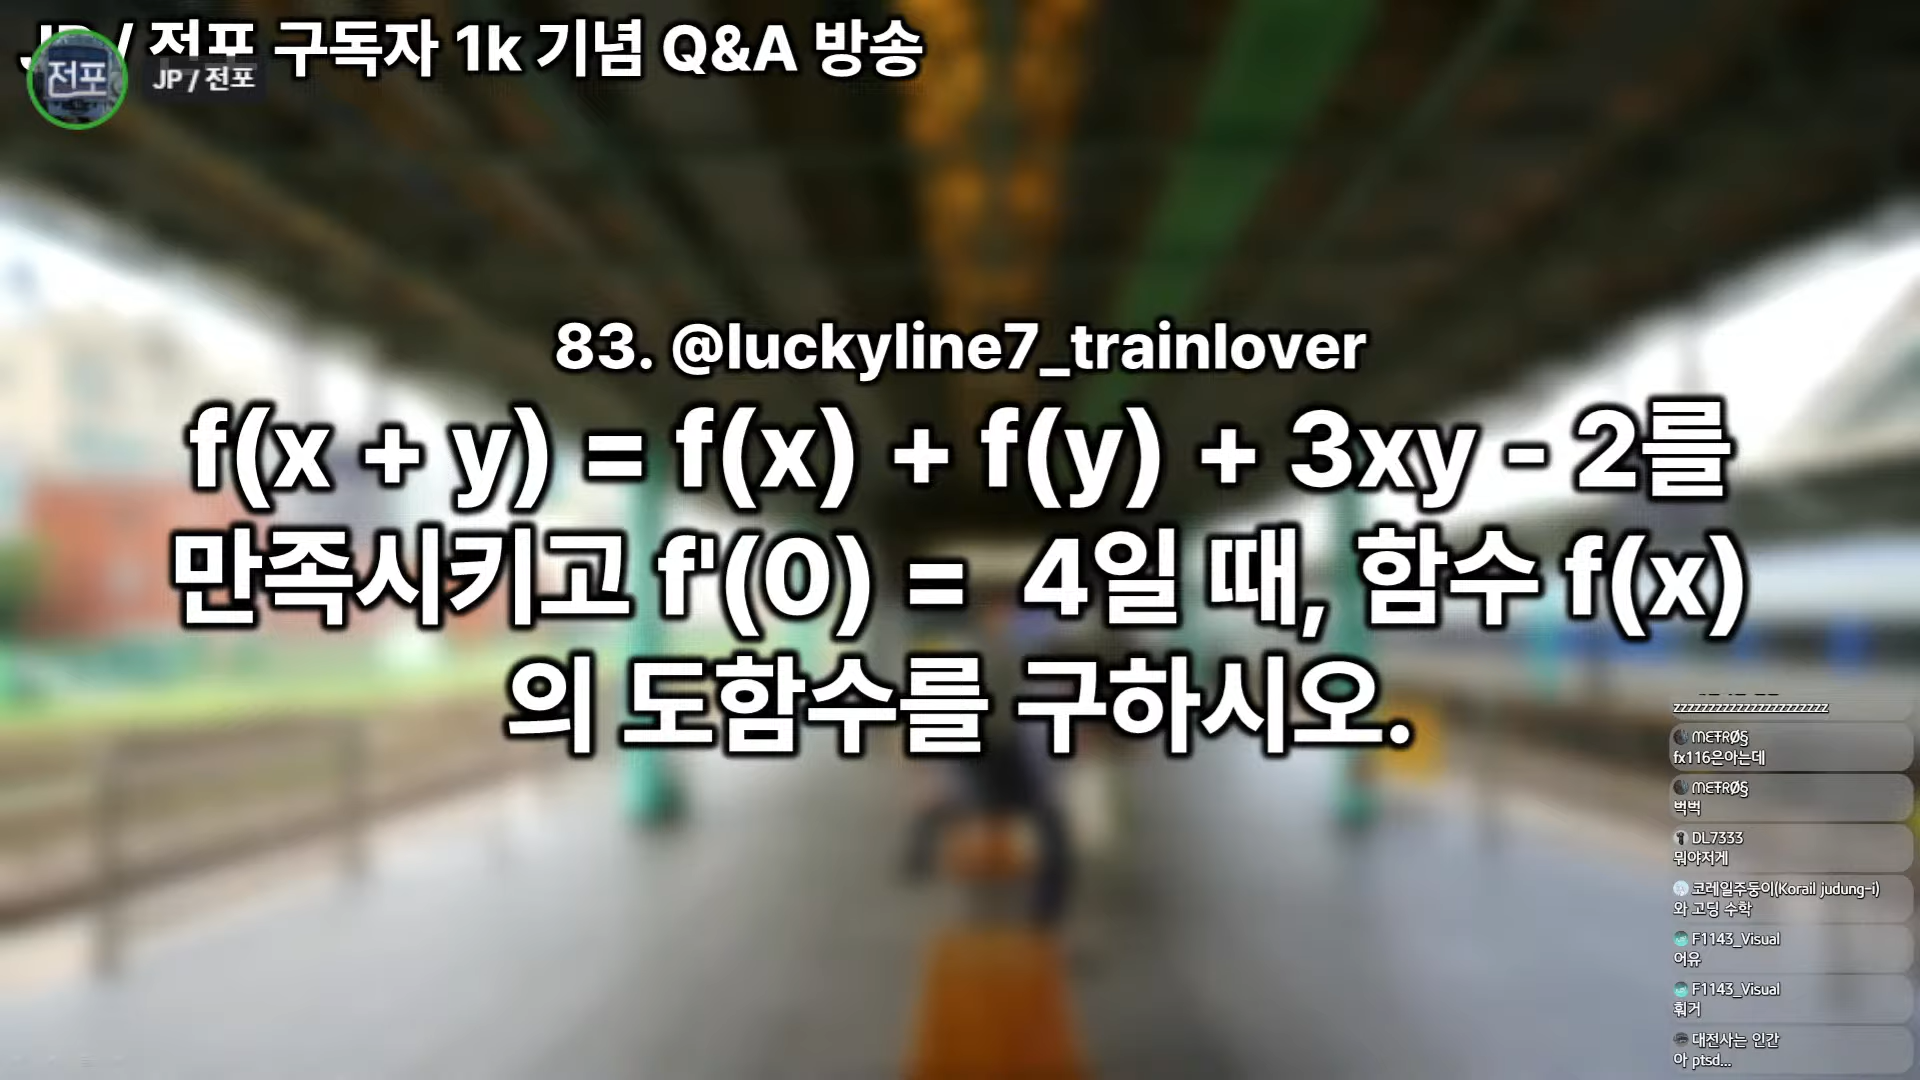 JP / 전포 구독자 1k 기념 Q&A 방송
전포
JP / 전포
83. @luckyline7_trainlover
f(x + y) = f(x) + f(y) + 3xy - 2를
만족시키고 f'(0) = 4일 때, 함수 f(x)
의 도함수를 구하시오.
m∈ŦRØ§
fx116은아는데
m∈ŦRØ§
벅벅
DL7333
뭐야저게
코레일주둥이(Korail judung-i)
와 고딩 수학
F1143_Visual
어유
F1143_Visual
훠거
대전사는 인간
아 ptsd...